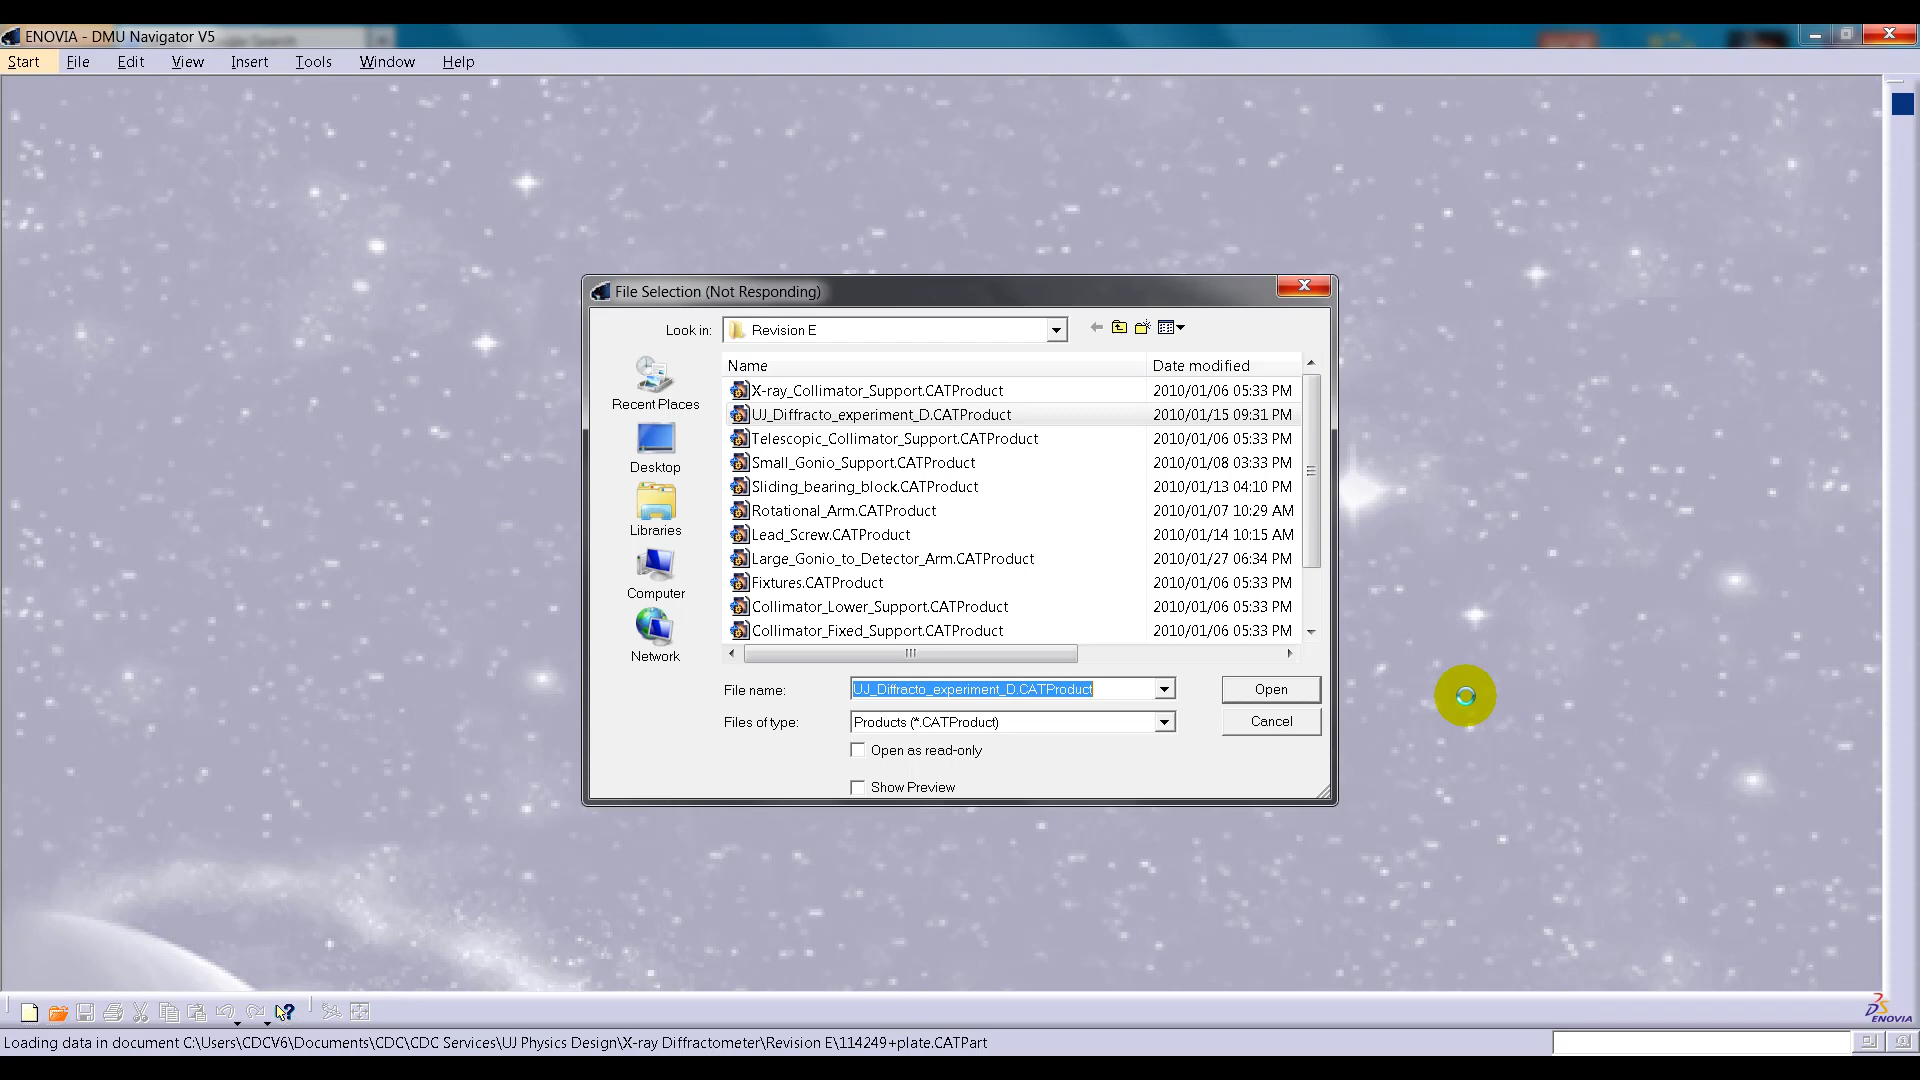 ENOVIA - DMU Navigator V5
Start File Edit View Insert Tools Window Help
File Selection (Not Responding)
Look in: Revision E
Name Date modified
X-ray_Collimator_Support.CATProduct 2010/01/06 05:33 PM
UJ_Diffracto_experiment_D.CATProduct 2010/01/15 09:31 PM
Telescopic_Collimator_Support.CATProduct 2010/01/06 05:33 PM
Small_Gonio_Support.CATProduct 2010/01/08 03:33 PM
Sliding_bearing_block.CATProduct 2010/01/13 04:10 PM
Rotational_Arm.CATProduct 2010/01/07 10:29 AM
Lead_Screw.CATProduct 2010/01/14 10:15 AM
Large_Gonio_to_Detector_Arm.CATProduct 2010/01/27 06:34 PM
Fixtures.CATProduct 2010/01/06 05:33 PM
Collimator_Lower_Support.CATProduct 2010/01/06 05:33 PM
Collimator_Fixed_Support.CATProduct 2010/01/06 05:33 PM
Recent Places
Desktop
Libraries
Computer
Network
File name: UJ_Diffracto_experiment_D.CATProduct Open
Files of type: Products (*.CATProduct) Cancel
Open as read-only
Show Preview
ENOVIA
Loading data in document C:\Users\CDCV6\Documents\CDC\CDC Services\UJ Physics Design\X-ray Diffractometer\Revision E\114249+plate.CATPart